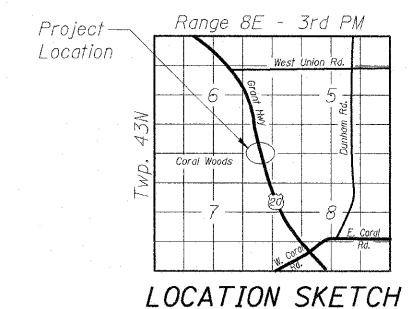 Range 8E - 3rd PM
Project
Location
West Union Rd.
6
5
Grant Hwy
Dunham Rd.
Twp. 43N
Coral Woods
20
7
8
E. Coral
Rd.
W. Coral
Rd.
LOCATION SKETCH